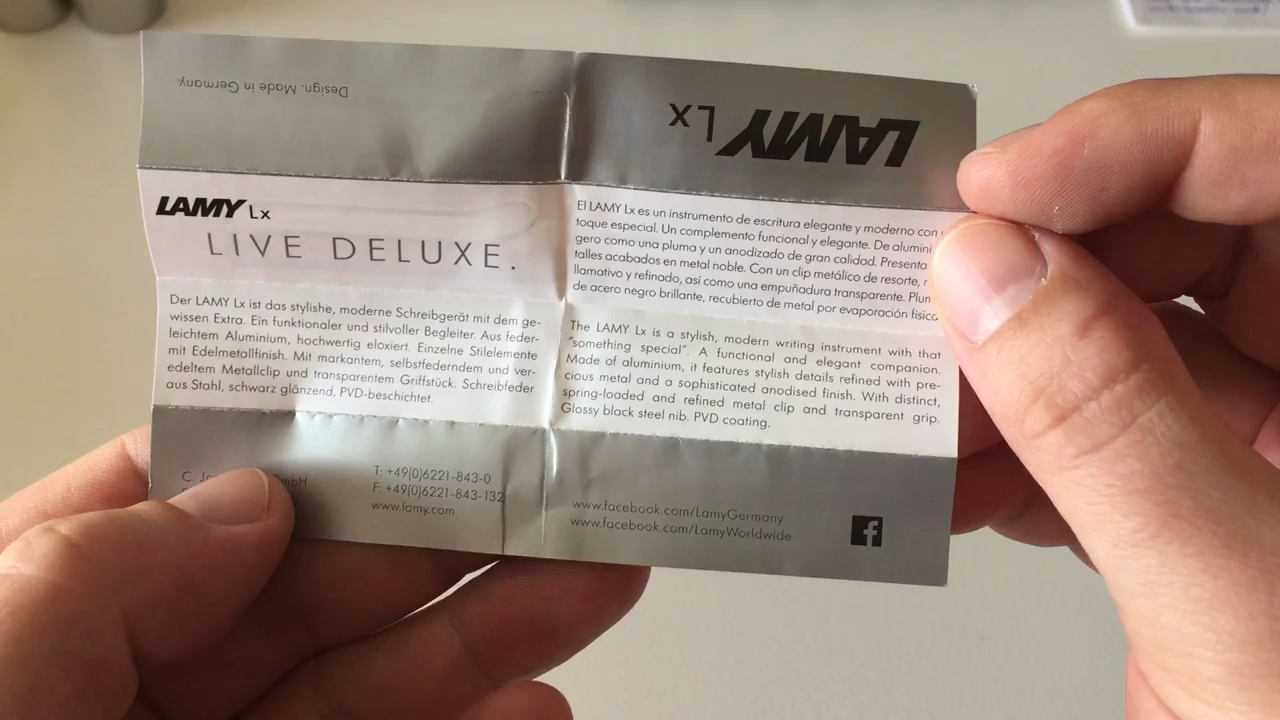 Design. Made in Germany.
LAMY Lx
LAMY Lx
LIVE DELUXE.
Der LAMY Lx ist das stylishe, moderne Schreibgerät mit dem ge-
wissen Extra. Ein funktionaler und stilvoller Begleiter. Aus feder-
leichtem Aluminium, hochwertig eloxiert. Einzelne Stilelemente
mit Edelmetallfinish. Mit markantem, selbstfederndem und ver-
edeltem Metallclip und transparentem Griffstück. Schreibfeder
aus Stahl, schwarz glänzend, PVD-beschichtet.
El LAMY Lx es un instrumento de escritura elegante y moderno con
toque especial. Un complemento funcional y elegante. De alumini
gero como una pluma y un anodizado de gran calidad. Presenta
talles acabados en metal noble. Con un clip metálico de resorte,
llamativo y refinado, así como una empuñadura transparente. Plun
de acero negro brillante, recubierto de metal por evaporación física
The LAMY Lx is a stylish, modern writing instrument with that
“something special”. A functional and elegant companion.
Made of aluminium, it features stylish details refined with pre-
cious metal and a sophisticated anodised finish. With distinct,
spring-loaded and refined metal clip and transparent grip.
Glossy black steel nib. PVD coating.
C.
T: +49(0)6221-843-0
F: +49(0)6221-843-132
www.lamy.com
www.facebook.com/LamyGermany
www.facebook.com/LamyWorldwide
f